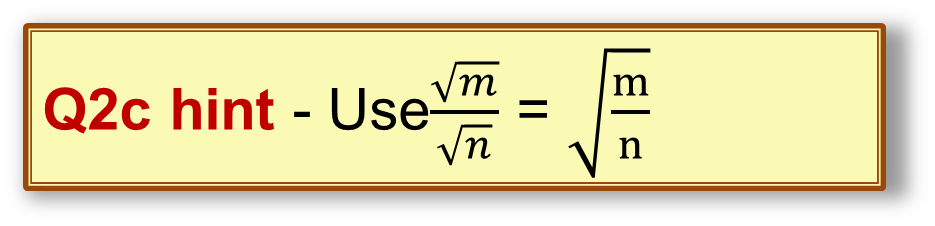 Q2c hint - Use √m/√n = √(m/n)